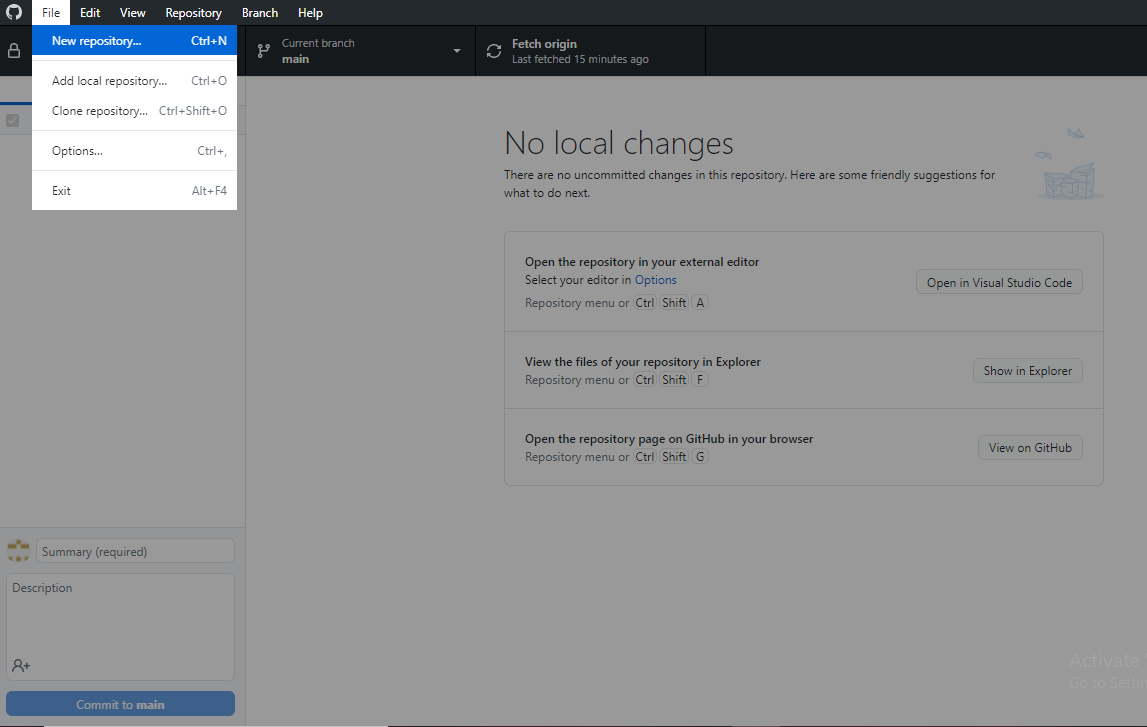 File Edit View Repository Branch Help
New repository... Ctrl+N
Add local repository... Ctrl+O
Clone repository... Ctrl+Shift+O
Options... Ctrl+,
Exit Alt+F4
Current branch
main
Fetch origin
Last fetched 15 minutes ago
No local changes
There are no uncommitted changes in this repository. Here are some friendly suggestions for
what to do next.
Open the repository in your external editor
Select your editor in Options
Repository menu or Ctrl Shift A
Open in Visual Studio Code
View the files of your repository in Explorer
Repository menu or Ctrl Shift F
Show in Explorer
Open the repository page on GitHub in your browser
Repository menu or Ctrl Shift G
View on GitHub
Summary (required)
Description
Commit to main
Activate
Go to Settin